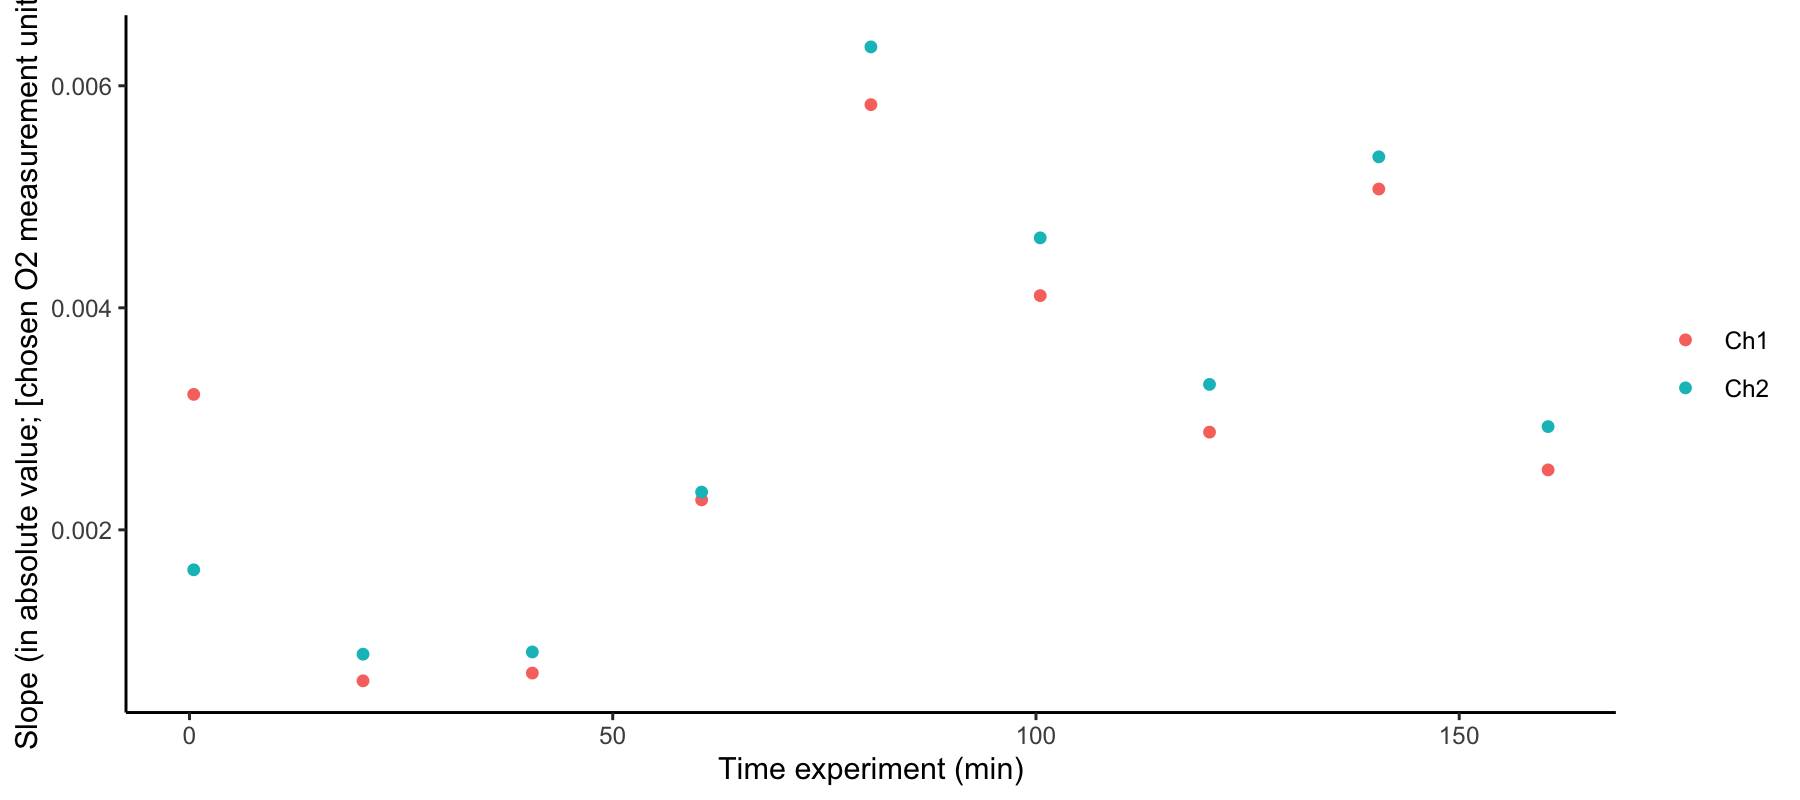 Slope (in absolute value; [chosen O2 measurement unit
0.006
0.004
0.002
0
50
100
150
Time experiment (min)
Ch1
Ch2